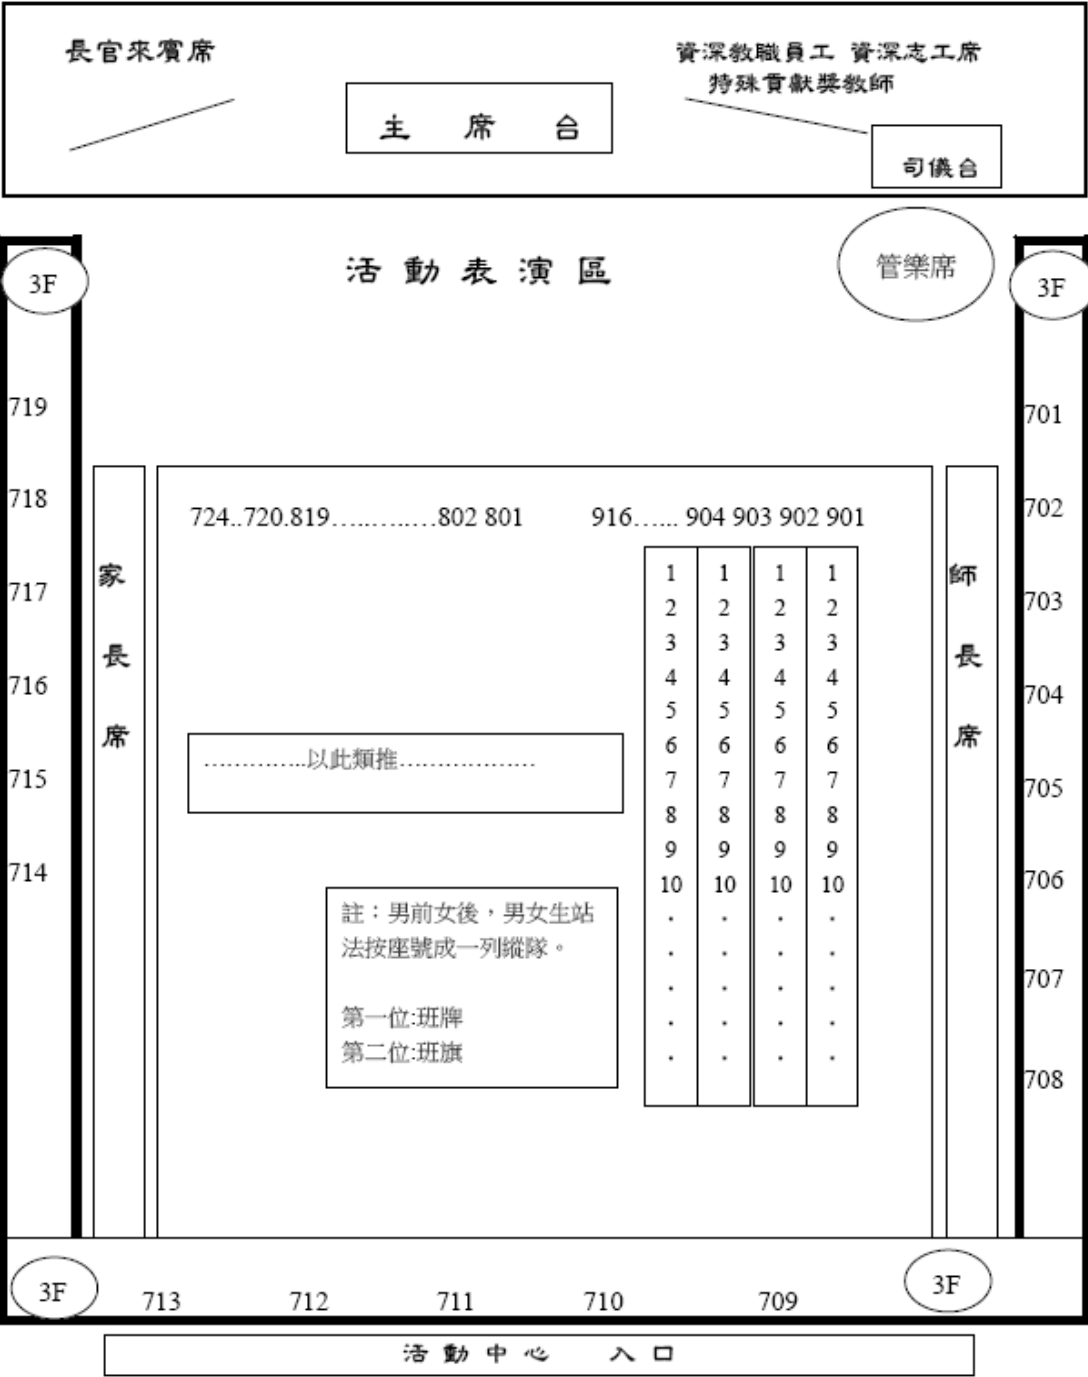 長官來賓席
資深教職員工 資深志工席
特殊貢獻獎教師
主 席 台
司儀台
活 動 表 演 區
管樂席
3F
3F
719
718
717
716
715
714
701
702
703
704
705
706
707
708
家長席
師長席
724..720.819…..…..…802 801
916…... 904 903 902 901
1 1 1 1
2 2 2 2
3 3 3 3
4 4 4 4
5 5 5 5
6 6 6 6
7 7 7 7
8 8 8 8
9 9 9 9
10 10 10 10
. . . .
. . . .
. . . .
. . . .
. . . .
…………..以此類推………………
註：男前女後，男女生站
法按座號成一列縱隊。
第一位:班牌
第二位:班旗
3F
3F
713 712 711 710 709
活 動 中 心 入 口